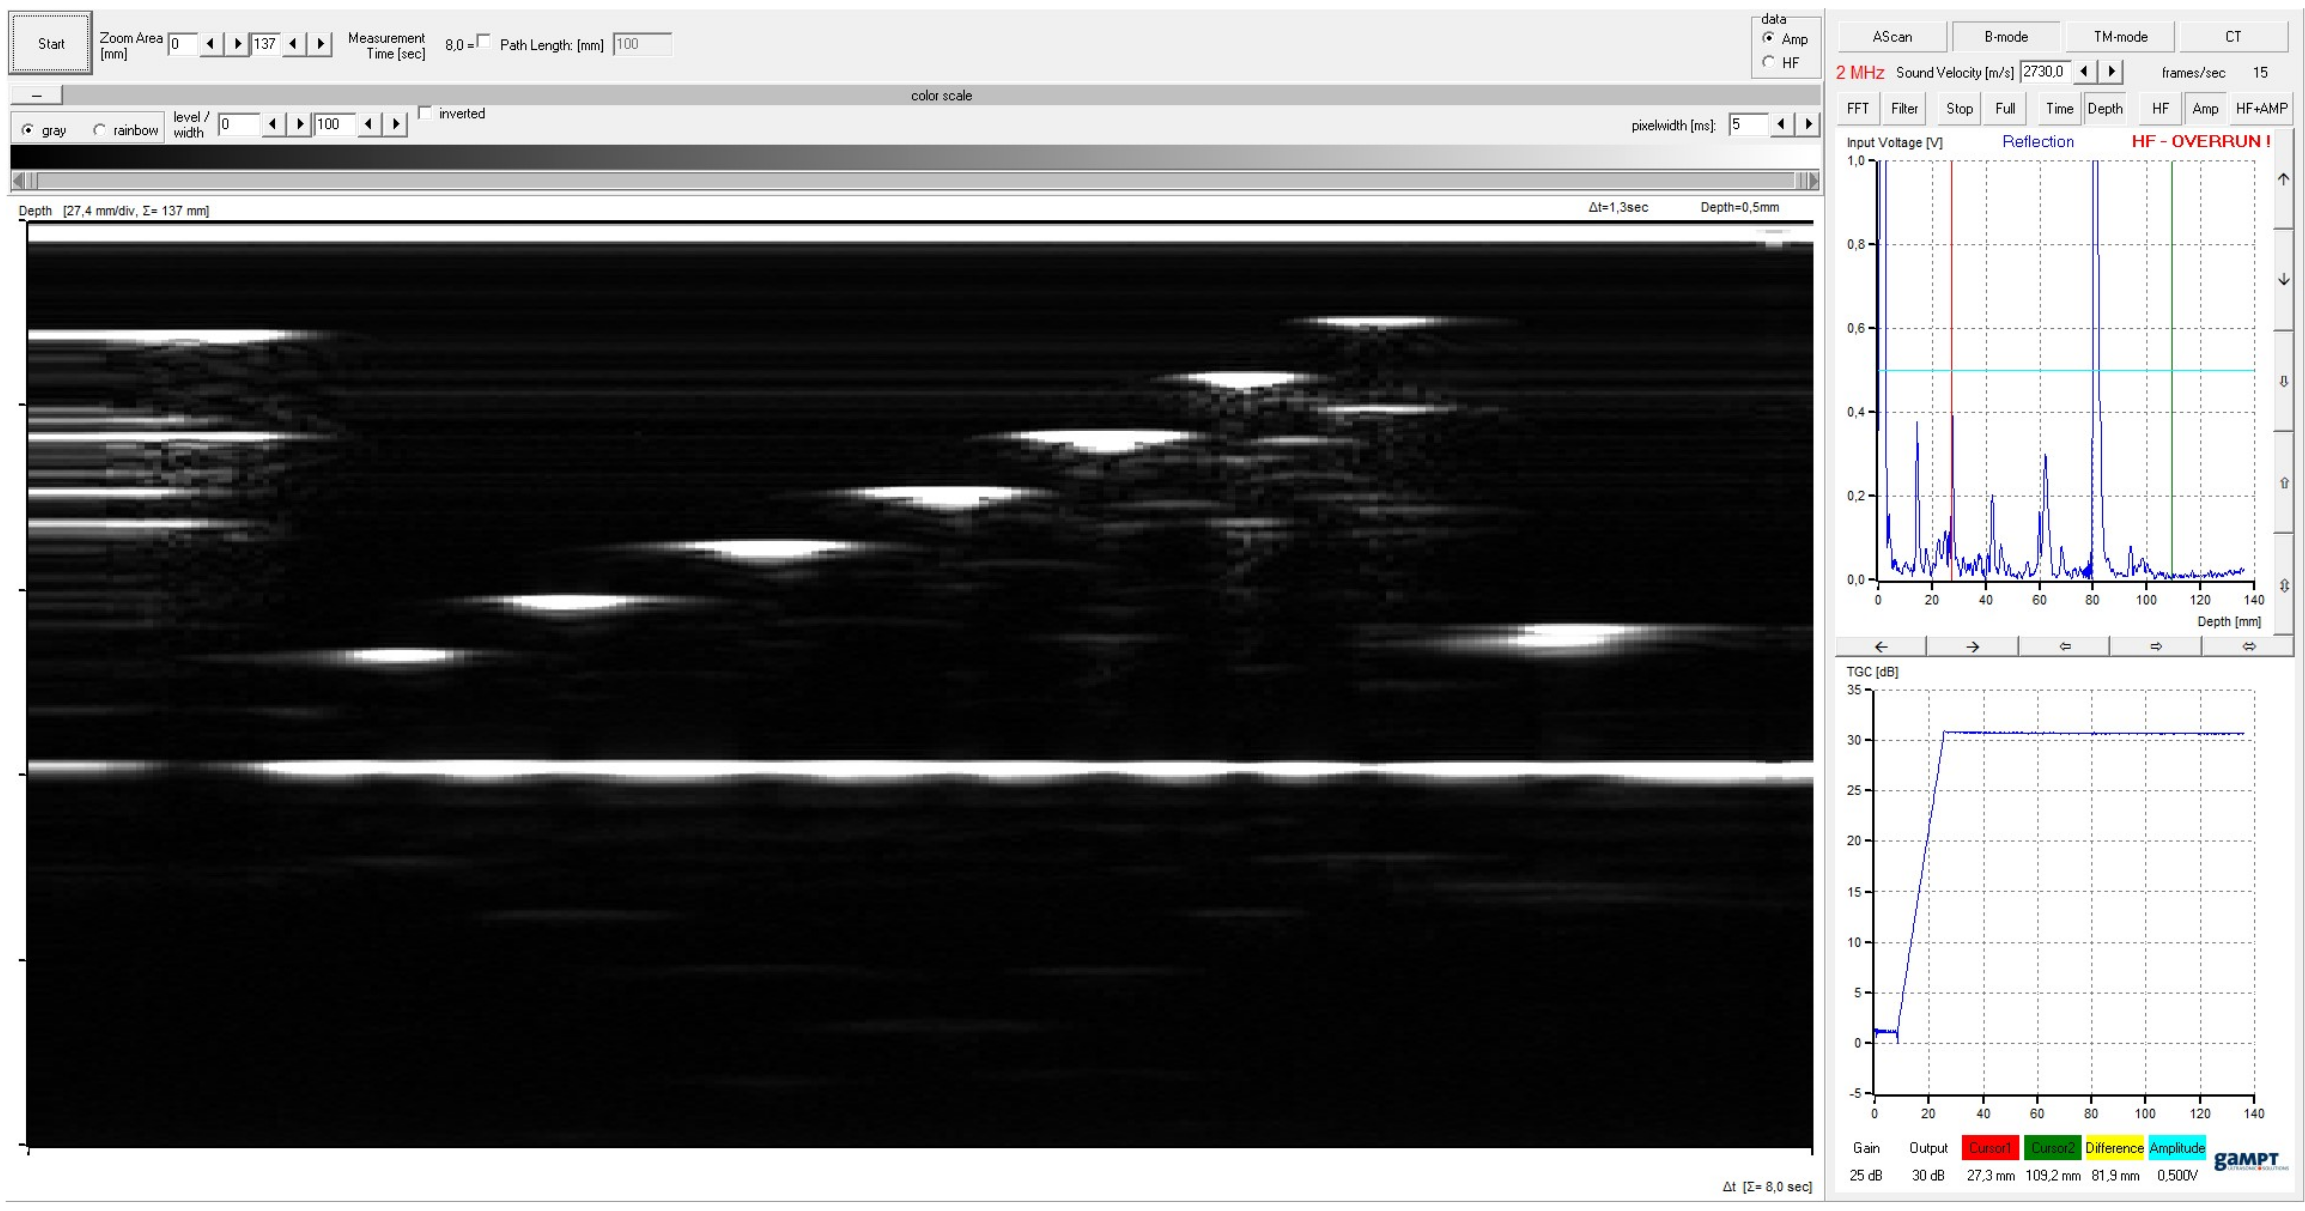 Start
Zoom Area [mm] 0 137
Measurement Time [sec] 8,0 =
Path Length: [mm] 100
data
Amp
HF
color scale
gray rainbow
level / width 0 100
inverted
pixelwidth [ms]: 5
Depth [27,4 mm/div, Σ= 137 mm]
Δt=1,3sec Depth=0,5mm
Δt [Σ= 8,0 sec]
AScan B-mode TM-mode CT
2 MHz Sound Velocity [m/s] 2730,0 frames/sec 15
FFT Filter Stop Full Time Depth HF Amp HF+AMP
Input Voltage [V] Reflection HF - OVERRUN !
1,0
0,8
0,6
0,4
0,2
0,0
0 20 40 60 80 100 120 140
Depth [mm]
TGC [dB]
35
30
25
20
15
10
5
0
-5
0 20 40 60 80 100 120 140
Gain Output Cursor1 Cursor2 Difference Amplitude
25 dB 30 dB 27,3 mm 109,2 mm 81,9 mm 0,500V
gAMPT